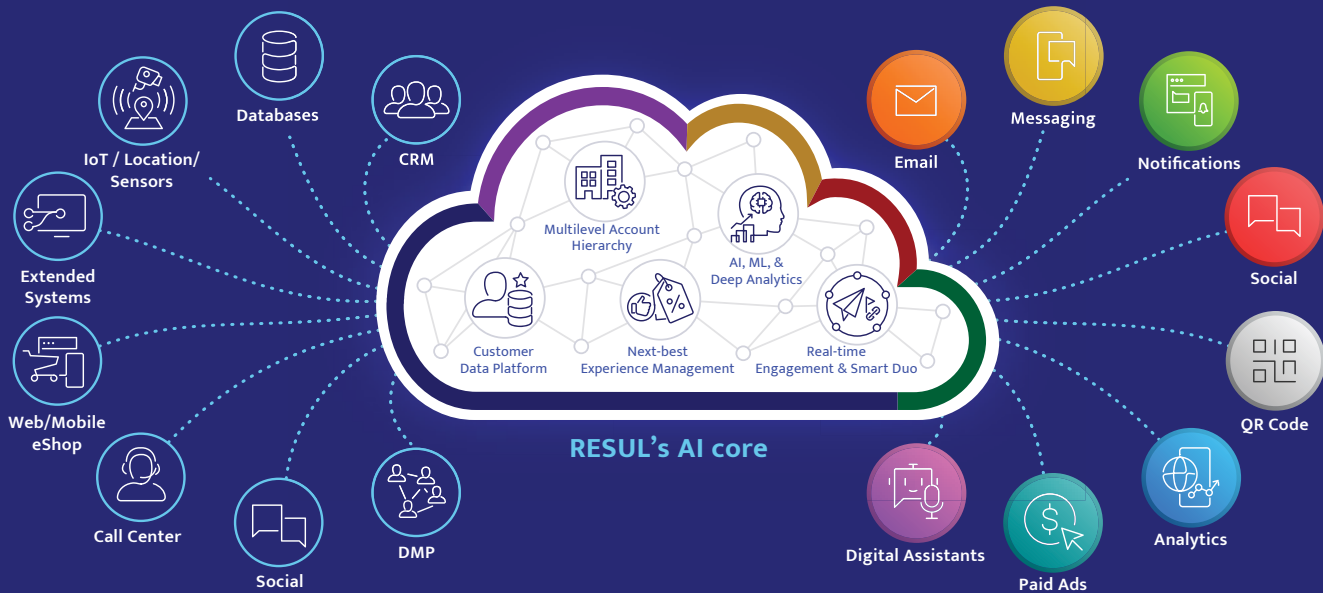 Databases
CRM
IoT / Location/
Sensors
Extended
Systems
Web/Mobile
eShop
Call Center
Social
DMP
Multilevel Account
Hierarchy
AI, ML, &
Deep Analytics
Customer
Data Platform
Next-best
Experience Management
Real-time
Engagement & Smart Duo
RESUL's AI core
Email
Messaging
Notifications
Social
QR Code
Analytics
Paid Ads
Digital Assistants